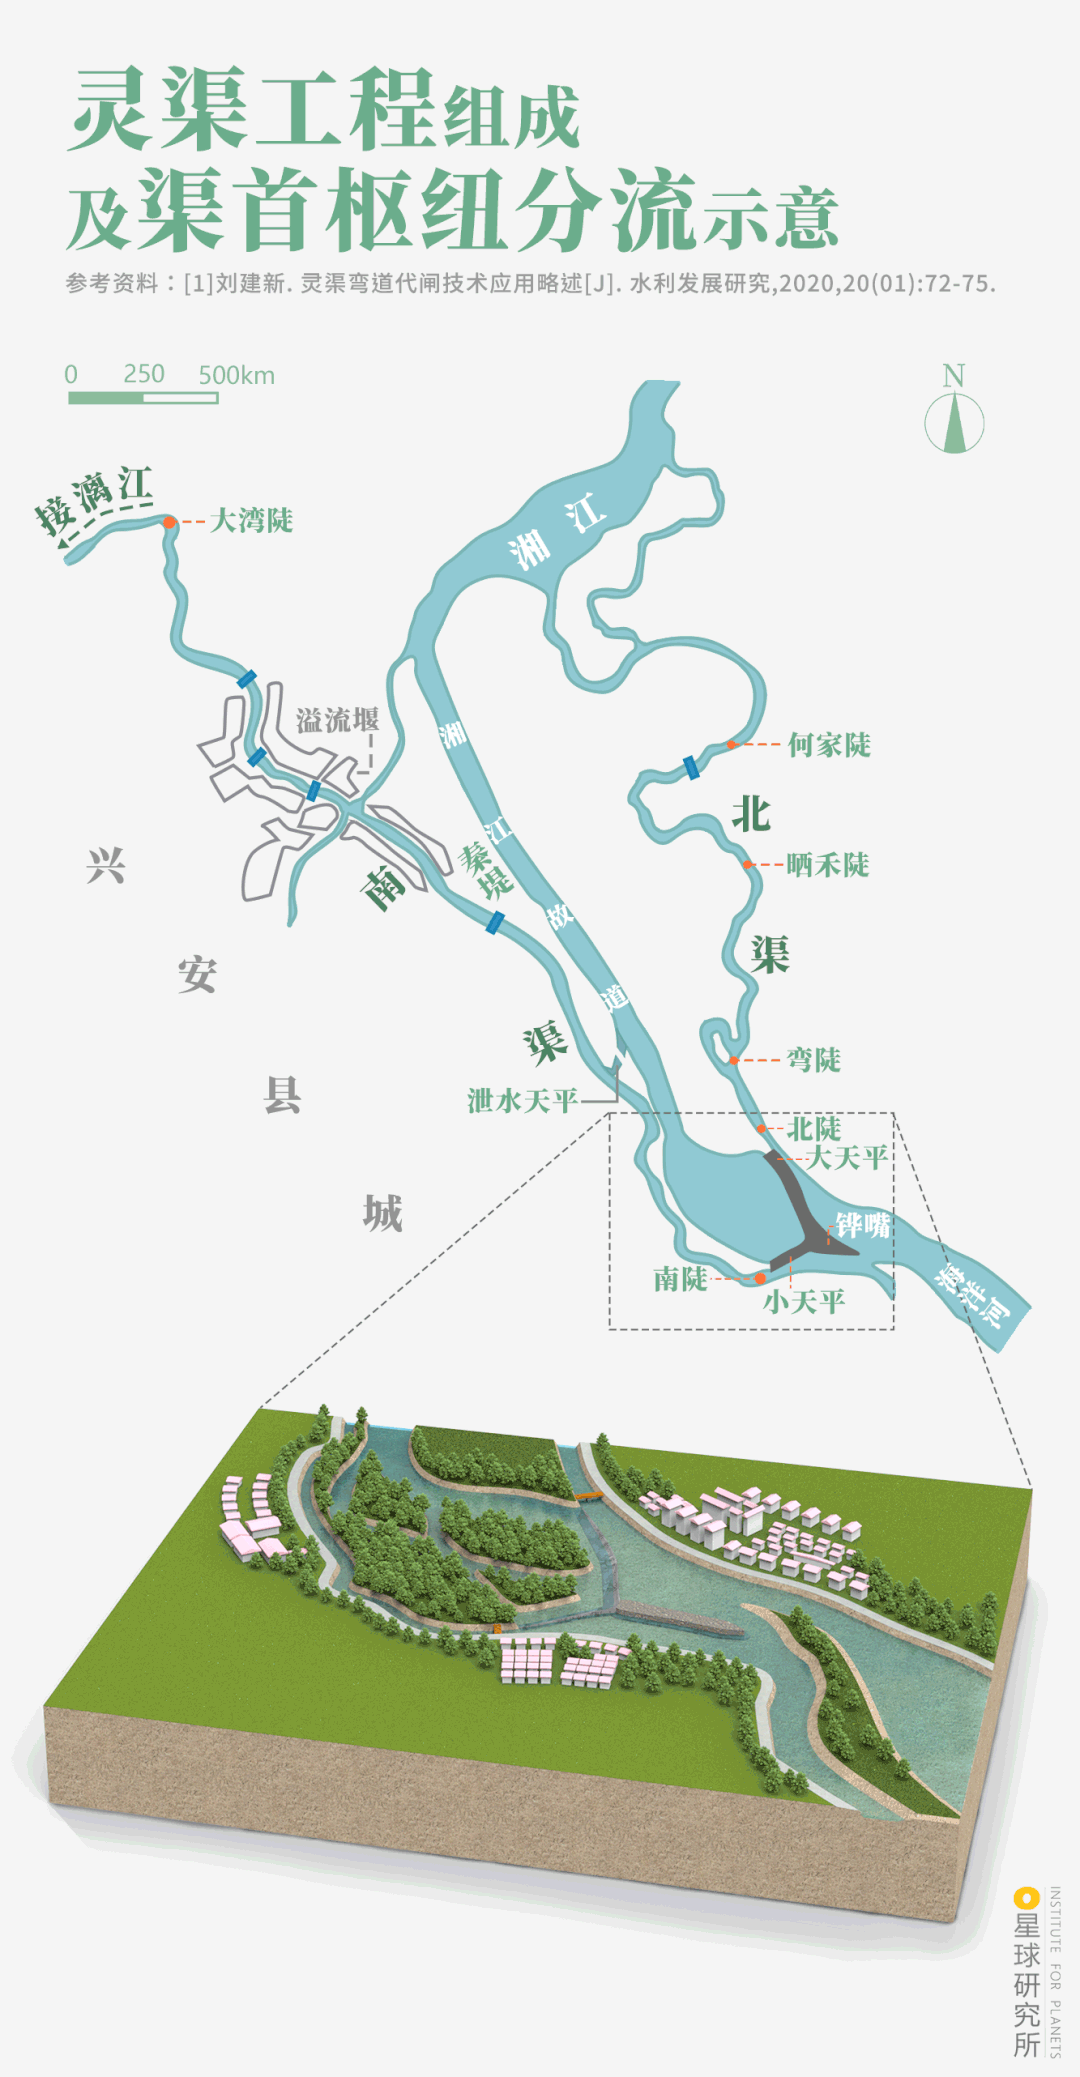 灵渠工程组成
及渠首枢纽分流示意
参考资料：[1]刘建新. 灵渠弯道代闸技术应用略述[J]. 水利发展研究,2020,20(01):72-75.
0 250 500km
N
接漓江
大湾陡
湘江
溢流堰
湘江故道
何家陡
北渠
晒禾陡
秦堤
南渠
兴安县城
弯陡
泄水天平
北陡
大天平
铧嘴
南陡
小天平
海洋河
星球研究所
INSTITUTE FOR PLANETS